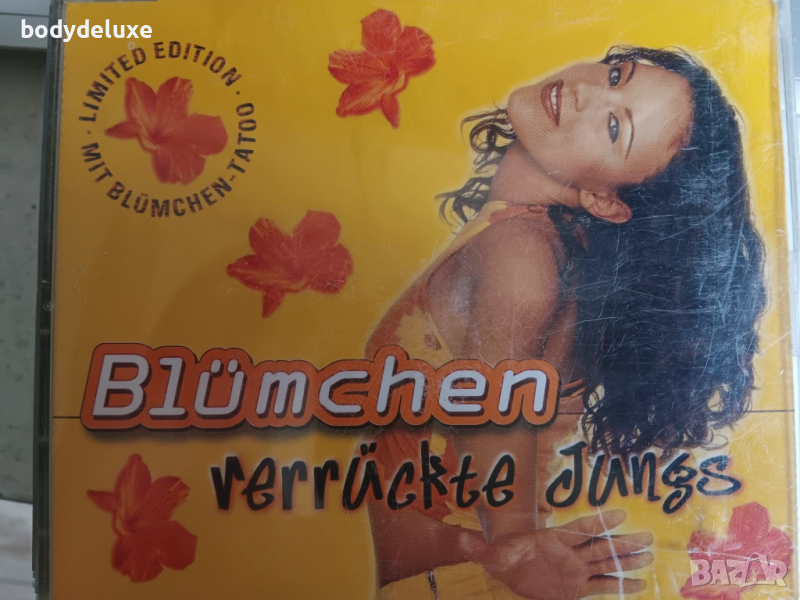 bodydeluxe
LIMITED EDITION ·
MIT BLÜMCHEN-TATOO ·
Blümchen
verrückte Jungs
BAZAR